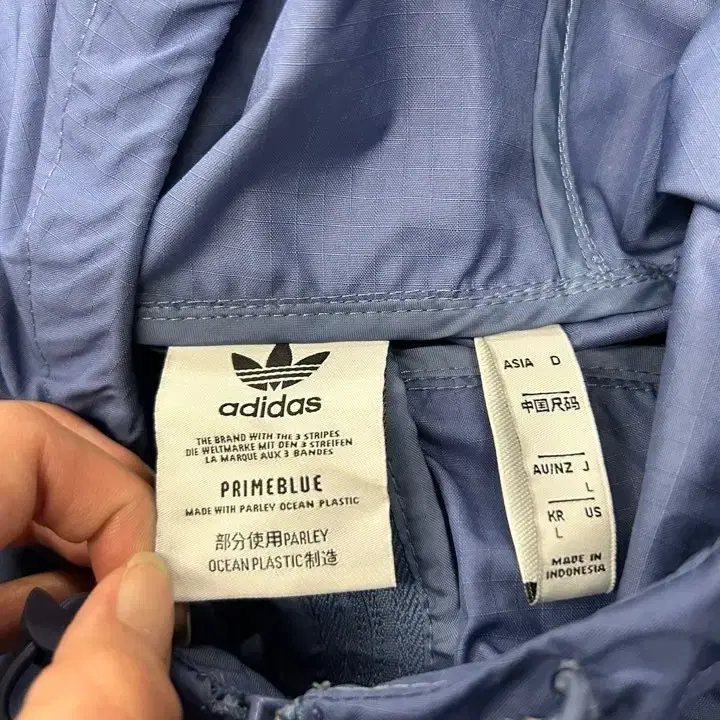 adidas
THE BRAND WITH THE 3 STRIPES
DIE WELTMARKE MIT DEN 3 STREIFEN
LA MARQUE AUX 3 BANDES
PRIMEBLUE
MADE WITH PARLEY OCEAN PLASTIC
部分使用PARLEY
OCEAN PLASTIC制造
ASIA D
中国尺码
AU/NZ J
L
KR US
L
MADE IN
INDONESIA